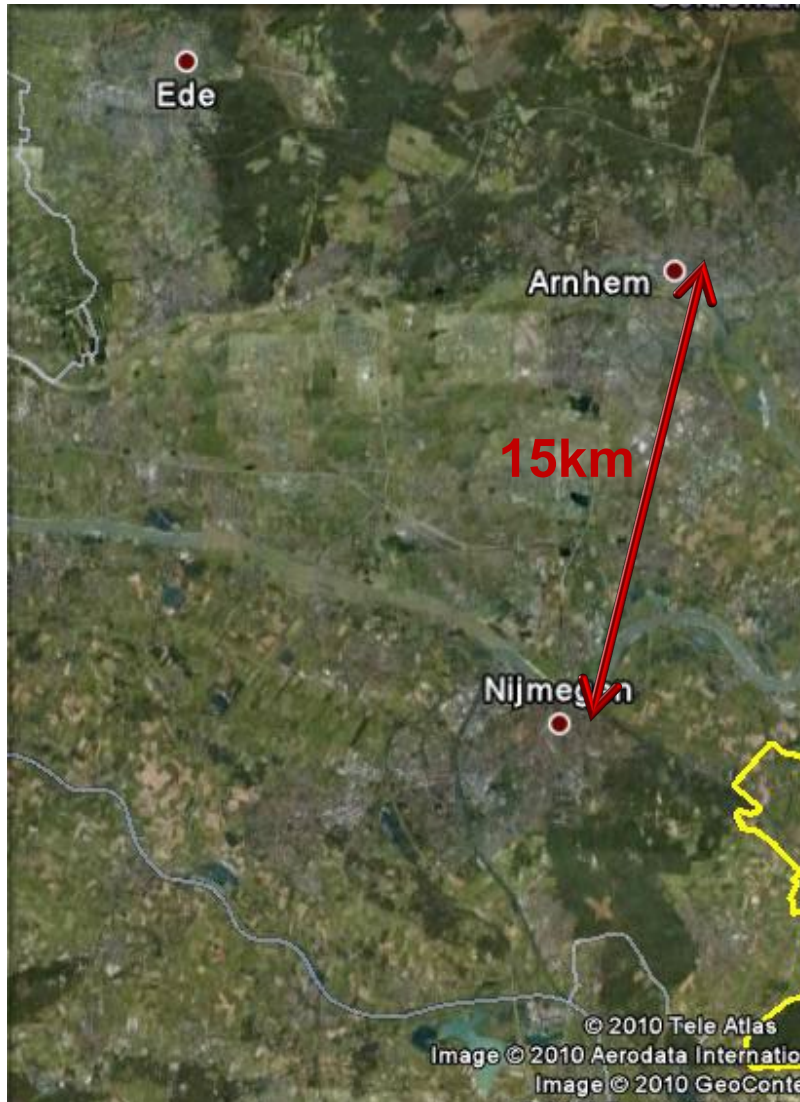 Ede
Arnhem
15km
Nijmegen
© 2010 Tele Atlas
Image © 2010 Aerodata Internatio
Image © 2010 GeoConte